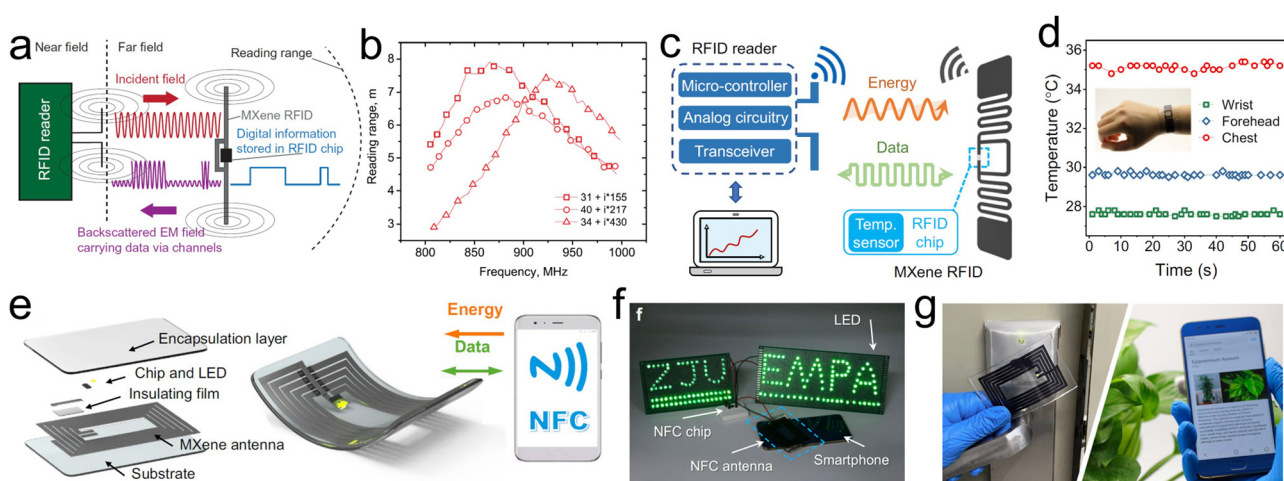 a
Near field
Far field
Reading range
Incident field
MXene RFID
Digital information
stored in RFID chip
RFID reader
Backscattered EM field
carrying data via channels
b
Reading range, m
8
7
6
5
4
3
31 + i*155
40 + i*217
34 + i*430
800
850
900
950
1000
Frequency, MHz
c
RFID reader
Micro-controller
Analog circuitry
Transceiver
Energy
Data
Temp.
sensor
RFID
chip
MXene RFID
d
Temperature (°C)
36
34
32
30
28
Wrist
Forehead
Chest
0
10
20
30
40
50
60
Time (s)
e
Encapsulation layer
Chip and LED
Insulating film
MXene antenna
Substrate
Energy
Data
N
NFC
f
f
LED
ZJU
EMPA
NFC chip
NFC antenna
Smartphone
g